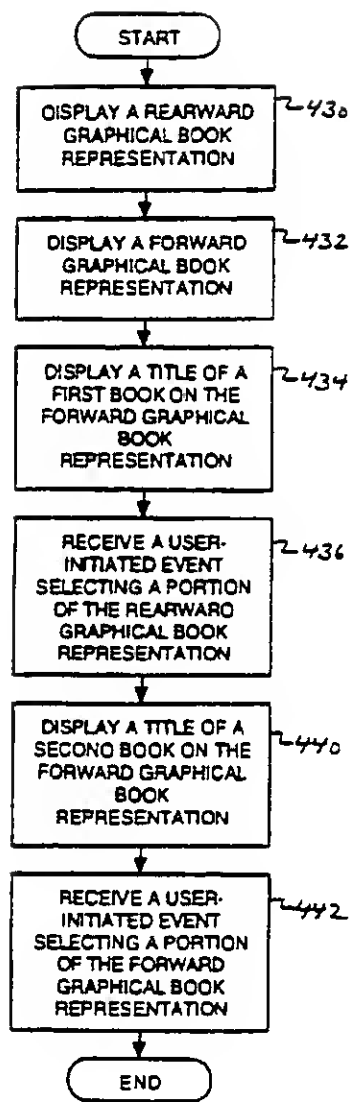 START
DISPLAY A REARWARD
GRAPHICAL BOOK
REPRESENTATION
430
DISPLAY A FORWARD
GRAPHICAL BOOK
REPRESENTATION
432
DISPLAY A TITLE OF A
FIRST BOOK ON THE
FORWARD GRAPHICAL
BOOK
REPRESENTATION
434
RECEIVE A USER-
INITIATED EVENT
SELECTING A PORTION
OF THE REARWARD
GRAPHICAL BOOK
REPRESENTATION
436
DISPLAY A TITLE OF A
SECOND BOOK ON THE
FORWARD GRAPHICAL
BOOK
REPRESENTATION
440
RECEIVE A USER-
INITIATED EVENT
SELECTING A PORTION
OF THE FORWARD
GRAPHICAL BOOK
REPRESENTATION
442
END